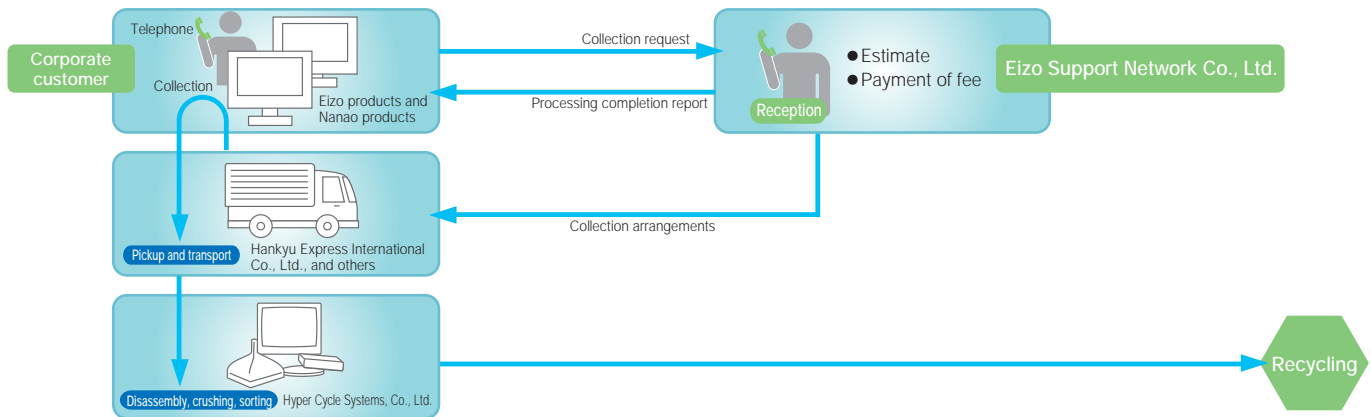 Telephone
Corporate
customer
Collection
Eizo products and
Nanao products
Collection request
Processing completion report
Reception
● Estimate
● Payment of fee
Eizo Support Network Co., Ltd.
Collection arrangements
Pickup and transport
Hankyu Express International
Co., Ltd., and others
Disassembly, crushing, sorting
Hyper Cycle Systems, Co., Ltd.
Recycling